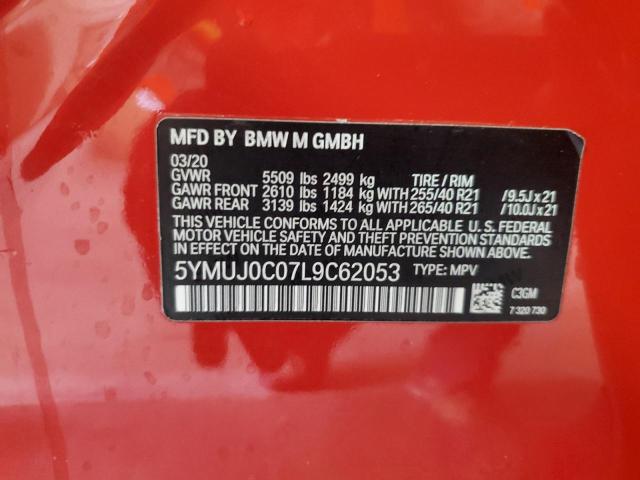 MFD BY BMW M GMBH
03/20
GVWR 5509 lbs 2499 kg TIRE / RIM
GAWR FRONT 2610 lbs 1184 kg WITH 255/40 R21 /9.5J x 21
GAWR REAR 3139 lbs 1424 kg WITH 265/40 R21 /10.0J x 21
THIS VEHICLE CONFORMS TO ALL APPLICABLE U. S. FEDERAL
MOTOR VEHICLE SAFETY AND THEFT PREVENTION STANDARDS
IN EFFECT ON THE DATE OF MANUFACTURE SHOWN ABOVE.
5YMUJ0C07L9C62053 TYPE: MPV
C3GM
7 320 730